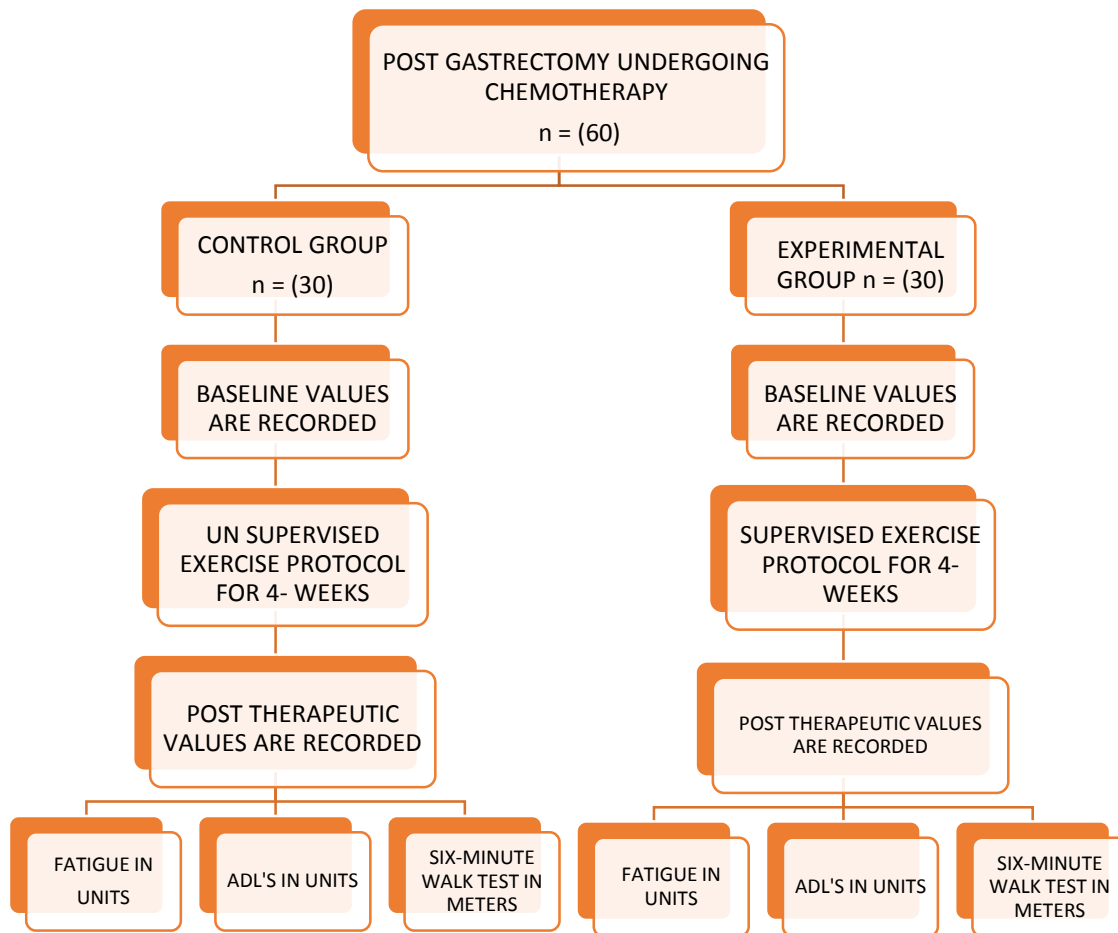 POST GASTRECTOMY UNDERGOING
CHEMOTHERAPY
n = (60)
CONTROL GROUP
n = (30)
EXPERIMENTAL
GROUP n = (30)
BASELINE VALUES
ARE RECORDED
BASELINE VALUES
ARE RECORDED
UN SUPERVISED
EXERCISE PROTOCOL
FOR 4- WEEKS
SUPERVISED EXERCISE
PROTOCOL FOR 4-
WEEKS
POST THERAPEUTIC
VALUES ARE RECORDED
POST THERAPEUTIC VALUES
ARE RECORDED
FATIGUE IN
UNITS
ADL'S IN UNITS
SIX-MINUTE
WALK TEST IN
METERS
FATIGUE IN
UNITS
ADL'S IN UNITS
SIX-MINUTE
WALK TEST IN
METERS